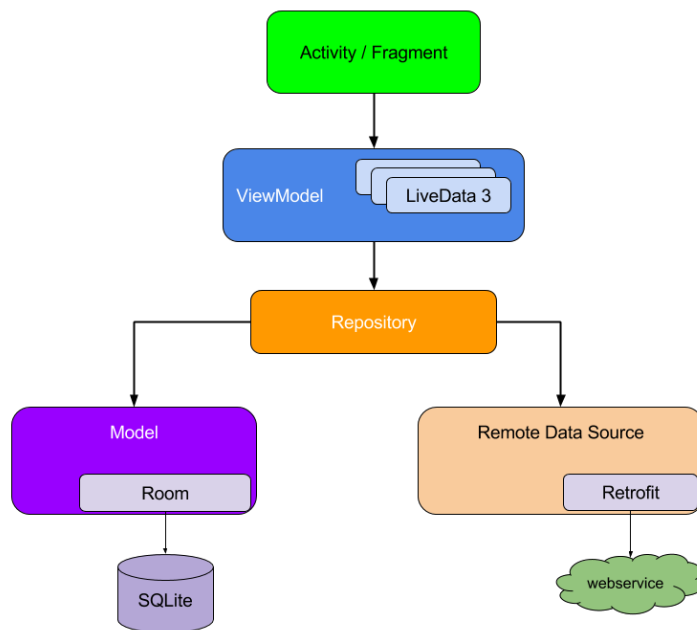 Activity / Fragment
ViewModel
LiveData 3
Repository
Model
Remote Data Source
Room
Retrofit
SQLite
webservice